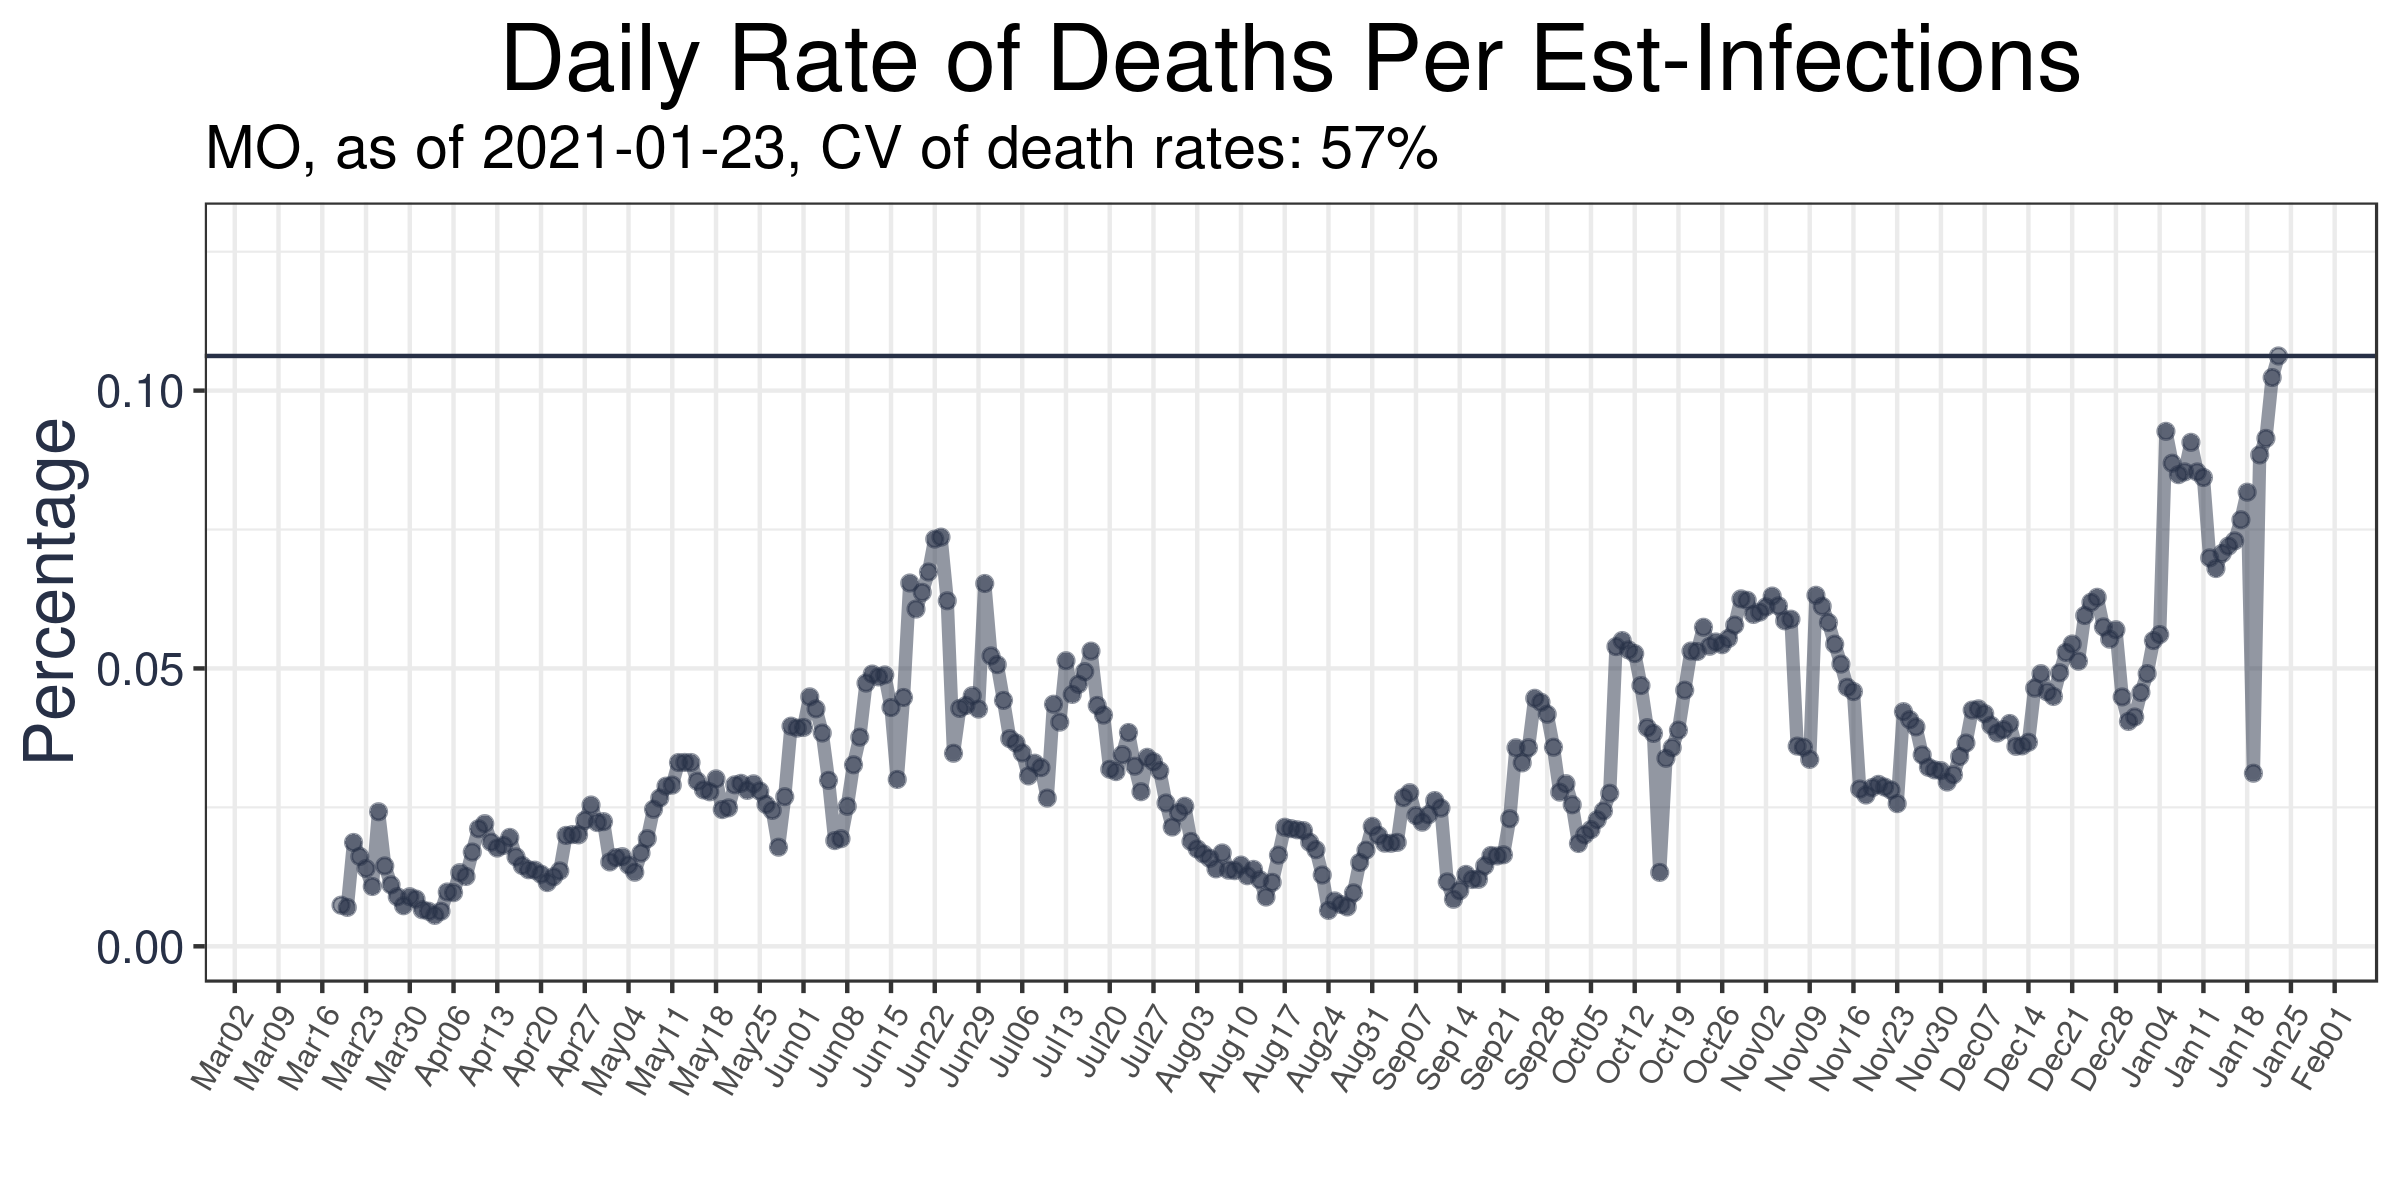 Daily Rate of Deaths Per Est-Infections
MO, as of 2021-01-23, CV of death rates: 57%
Percentage
0.10
0.05
0.00
Mar02
Mar09
Mar16
Mar23
Mar30
Apr06
Apr13
Apr20
Apr27
May04
May11
May18
May25
Jun01
Jun08
Jun15
Jun22
Jun29
Jul06
Jul13
Jul20
Jul27
Aug03
Aug10
Aug17
Aug24
Aug31
Sep07
Sep14
Sep21
Sep28
Oct05
Oct12
Oct19
Oct26
Nov02
Nov09
Nov16
Nov23
Nov30
Dec07
Dec14
Dec21
Dec28
Jan04
Jan11
Jan18
Jan25
Feb01